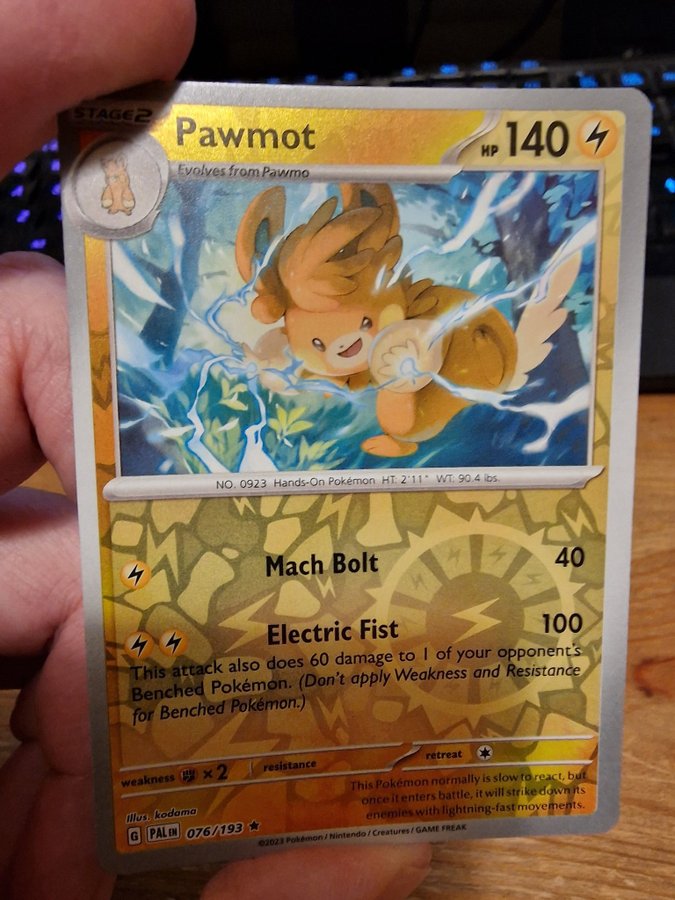 STAGE2
Pawmot
HP 140
Evolves from Pawmo
NO. 0923 Hands-On Pokémon HT: 2'11" WT: 90.4 lbs.
Mach Bolt 40
Electric Fist 100
This attack also does 60 damage to 1 of your opponent's
Benched Pokémon. (Don't apply Weakness and Resistance
for Benched Pokémon.)
weakness ×2 resistance retreat
This Pokémon normally is slow to react, but
once it enters battle, it will strike down its
enemies with lightning-fast movements.
Illus. kodama
G PAL EN 076/193 ★
©2023 Pokémon / Nintendo / Creatures / GAME FREAK